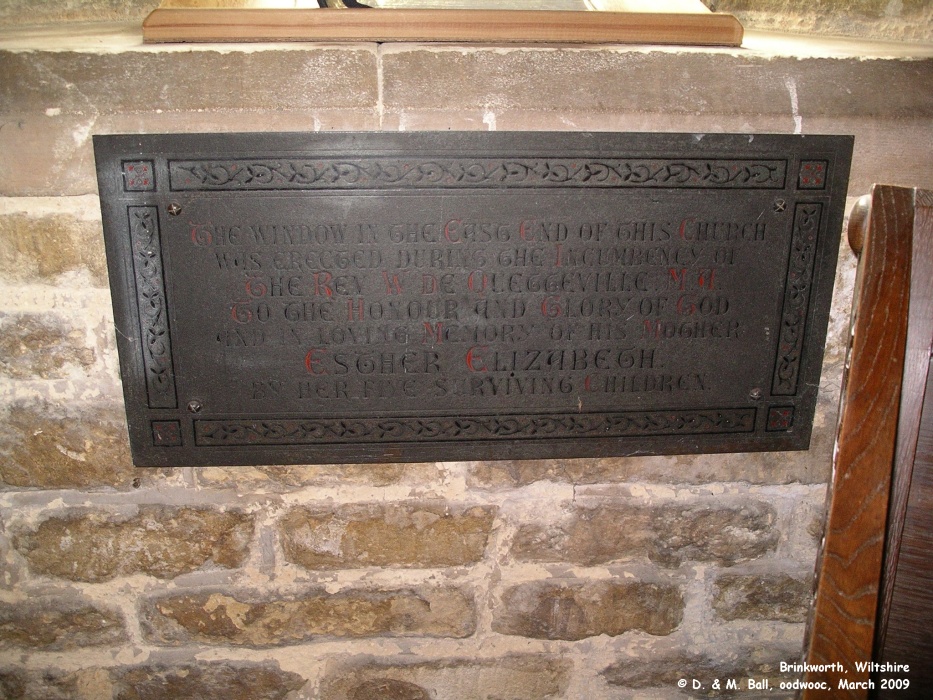 The Window in the East End of this Church
was erected during the Incumbency of
The Rev W. de Quetteville M.A.
To the Honour and Glory of God
and in loving Memory of his Mother
Esther Elizabeth.
by her five surviving Children.
Brinkworth, Wiltshire
© D. & M. Ball, oodwooc, March 2009